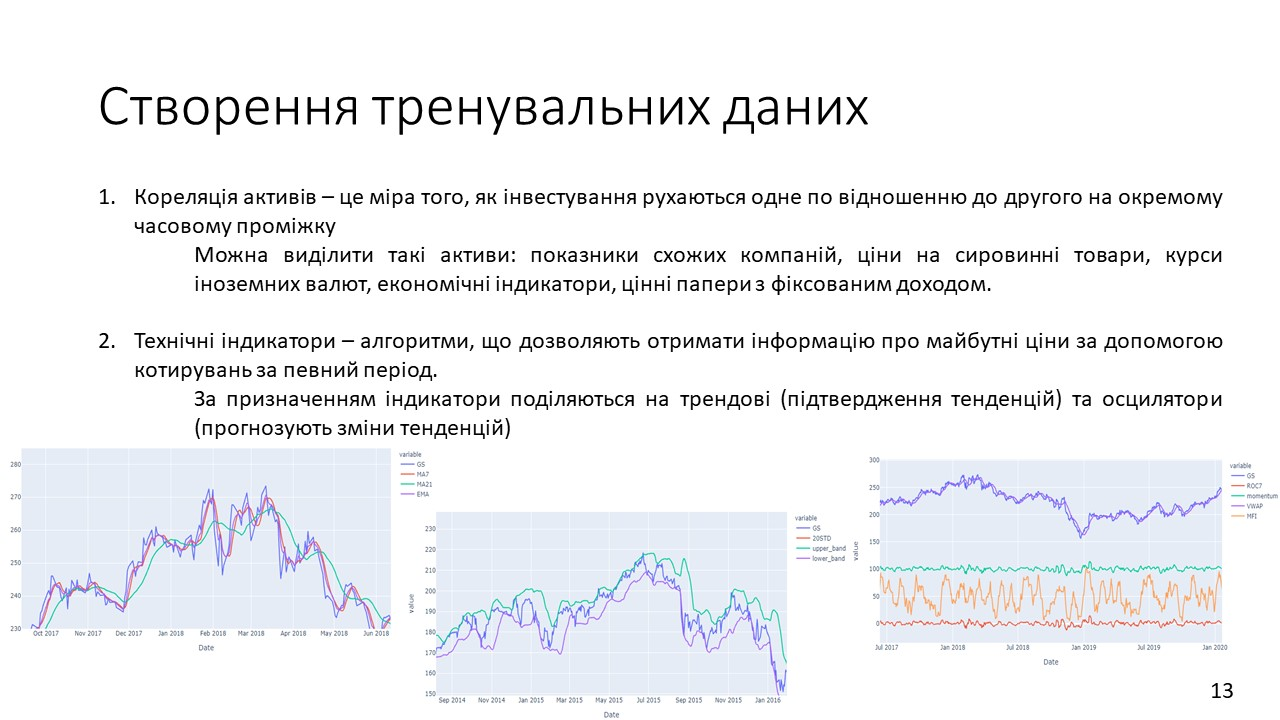 Створення тренувальних даних
1. Кореляція активів – це міра того, як інвестування рухаються одне по відношенню до другого на окремому
часовому проміжку
Можна виділити такі активи: показники схожих компаній, ціни на сировинні товари, курси
іноземних валют, економічні індикатори, цінні папери з фіксованим доходом.
2. Технічні індикатори – алгоритми, що дозволяють отримати інформацію про майбутні ціни за допомогою
котирувань за певний період.
За призначенням індикатори поділяються на трендові (підтвердження тенденцій) та осцилятори
(прогнозують зміни тенденцій)
280
270
260
250
240
230
Oct 2017 Nov 2017 Dec 2017 Jan 2018 Feb 2018 Mar 2018 Apr 2018 May 2018 Jun 2018
Date
variable
GS
MA7
MA21
EMA
230
220
210
200
190
180
170
160
150
value
Sep 2014 Nov 2014 Jan 2015 Mar 2015 May 2015 Jul 2015 Sep 2015 Nov 2015 Jan 2016
Date
variable
GS
20STD
upper_band
lower_band
300
250
200
150
100
50
0
value
Jul 2017 Jan 2018 Jul 2018 Jan 2019 Jul 2019 Jan 2020
Date
variable
GS
ROC7
momentum
VWAP
MFI
13